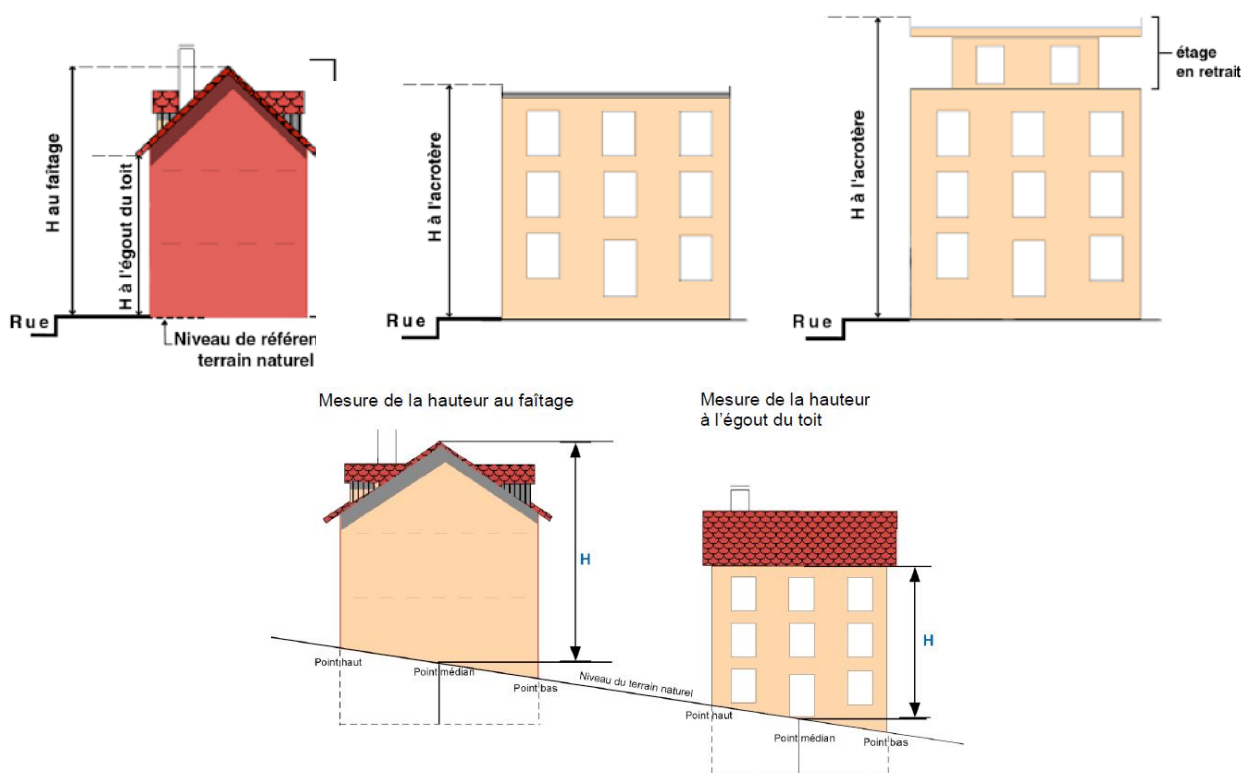 H au faîtage
H à l'égout du toit
Rue
Niveau de référen
terrain naturel
H à l'acrotère
Rue
H à l'acrotère
étage
en retrait
Rue
Mesure de la hauteur au faîtage
H
Point haut
Point médian
Point bas
Niveau du terrain naturel
Mesure de la hauteur
à l'égout du toit
H
Point haut
Point médian
Point bas